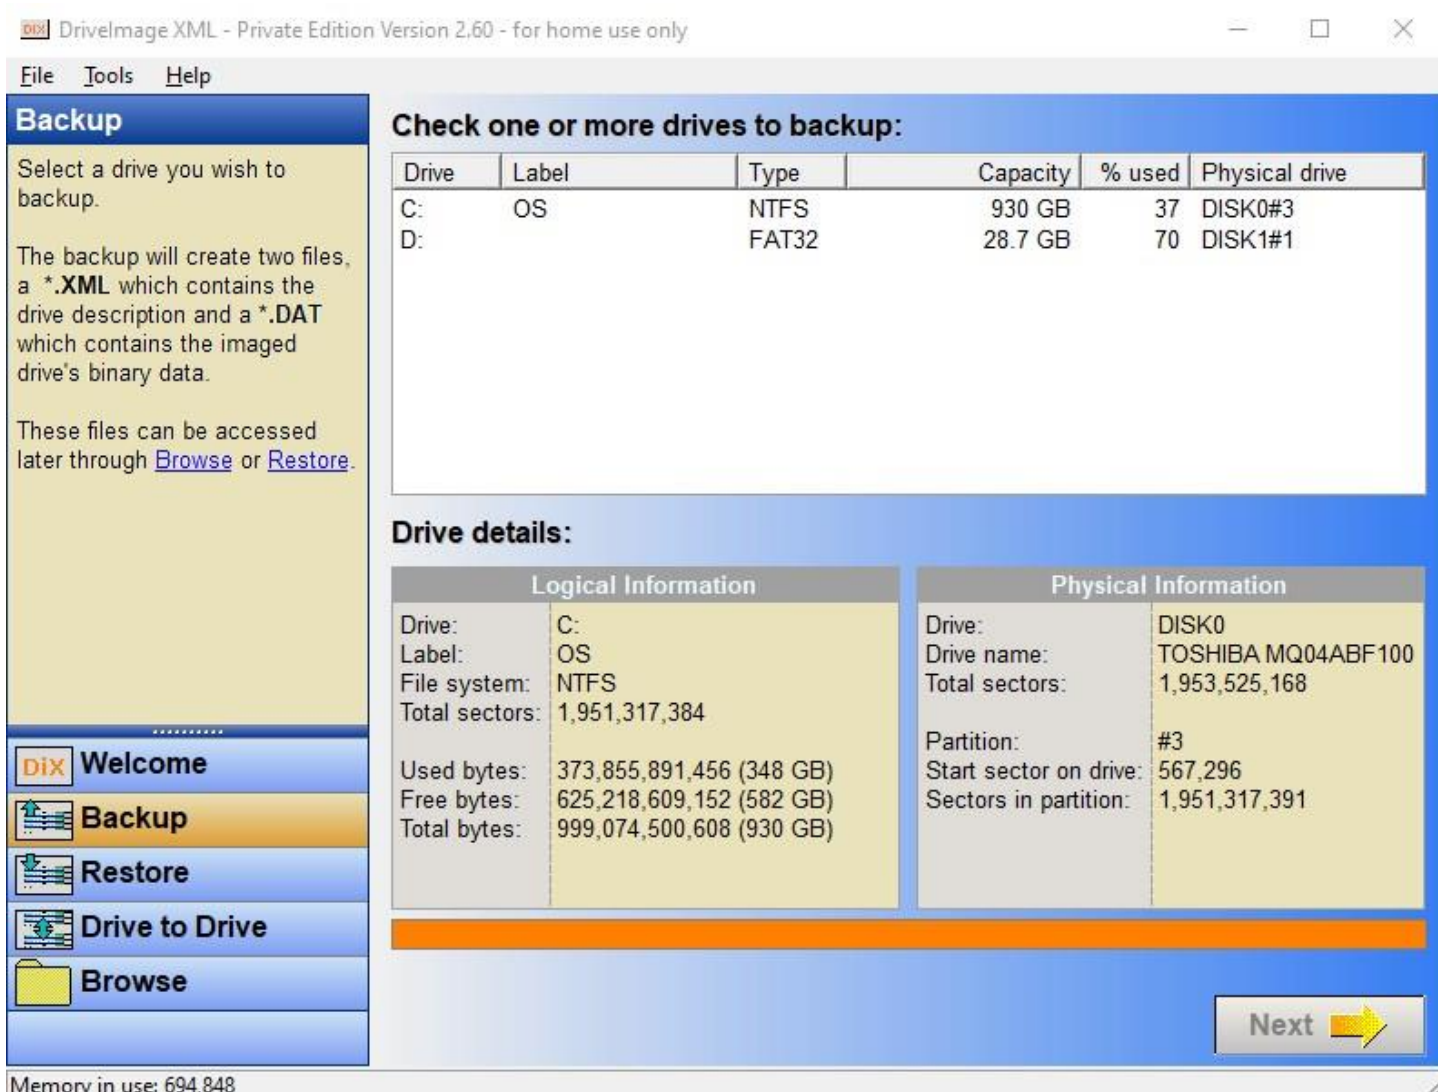 DiX DriveImage XML - Private Edition Version 2.60 - for home use only
File Tools Help
Backup
Select a drive you wish to
backup.
The backup will create two files,
a *.XML which contains the
drive description and a *.DAT
which contains the imaged
drive's binary data.
These files can be accessed
later through Browse or Restore.
DiX Welcome
Backup
Restore
Drive to Drive
Browse
Check one or more drives to backup:
Drive Label Type Capacity % used Physical drive
C: OS NTFS 930 GB 37 DISK0#3
D: FAT32 28.7 GB 70 DISK1#1
Drive details:
Logical Information
Drive: C:
Label: OS
File system: NTFS
Total sectors: 1,951,317,384
Used bytes: 373,855,891,456 (348 GB)
Free bytes: 625,218,609,152 (582 GB)
Total bytes: 999,074,500,608 (930 GB)
Physical Information
Drive: DISK0
Drive name: TOSHIBA MQ04ABF100
Total sectors: 1,953,525,168
Partition: #3
Start sector on drive: 567,296
Sectors in partition: 1,951,317,391
Next
Memory in use: 694,848